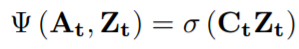 Ψ (A_t, Z_t) = σ (C_t Z_t)